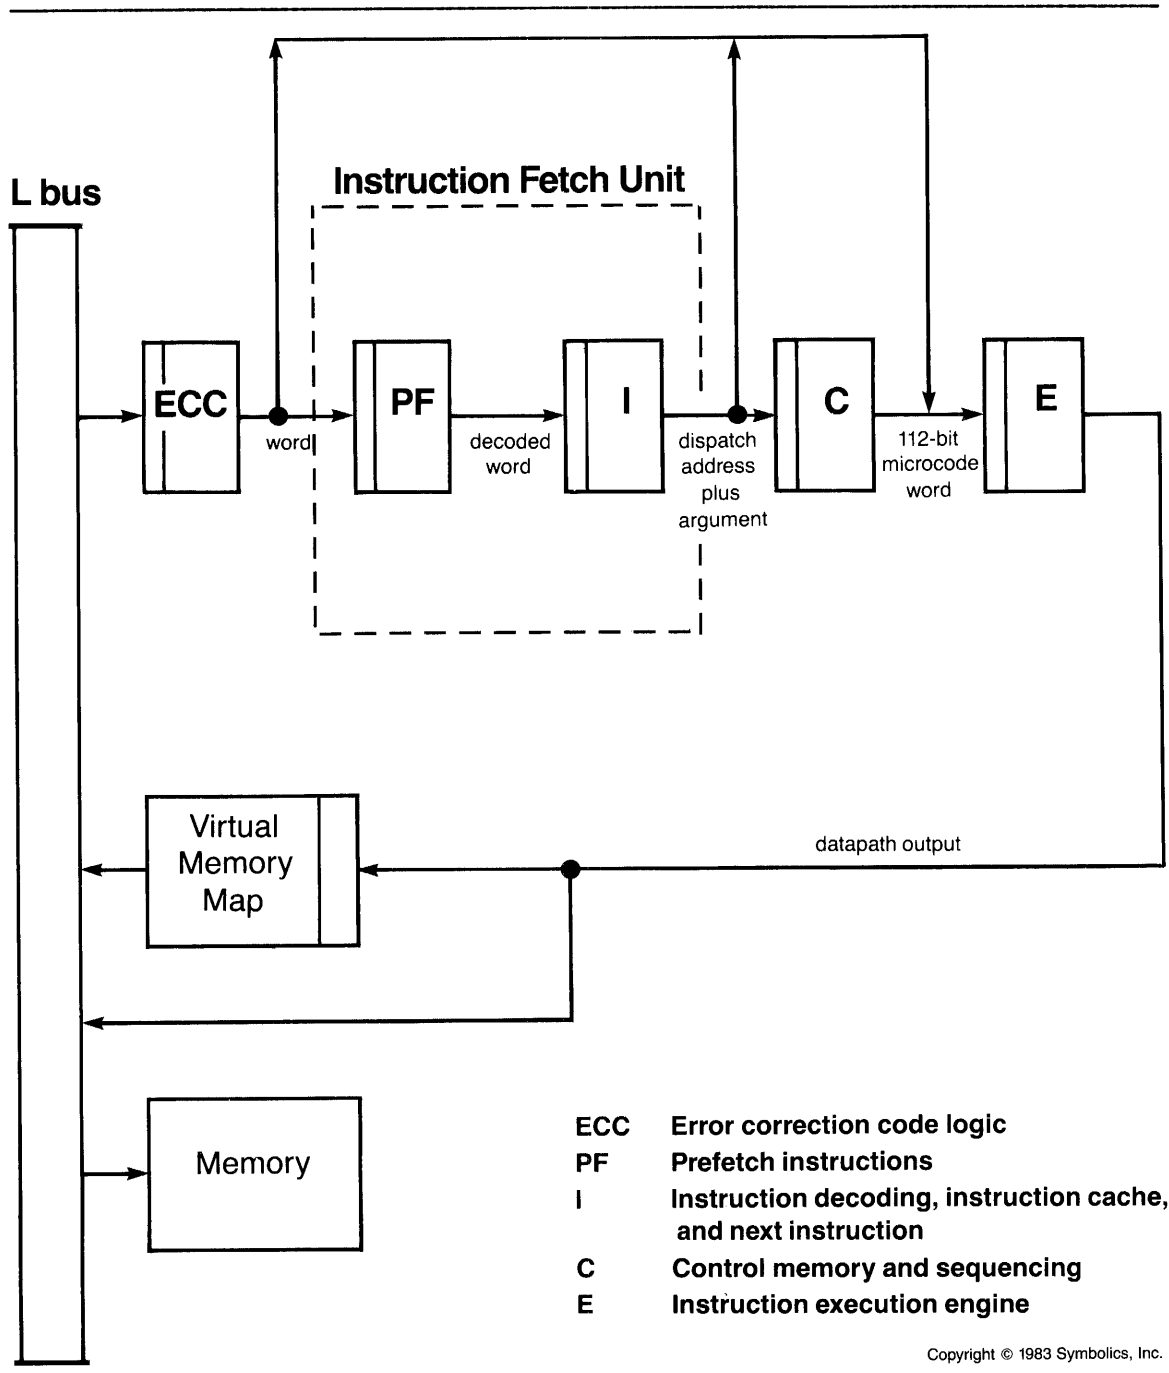 Instruction Fetch Unit
L bus
ECC
PF
I
C
E
word
decoded
word
dispatch
address
plus
argument
112-bit
microcode
word
Virtual
Memory
Map
datapath output
Memory
ECC Error correction code logic
PF Prefetch instructions
I Instruction decoding, instruction cache,
and next instruction
C Control memory and sequencing
E Instruction execution engine
Copyright © 1983 Symbolics, Inc.